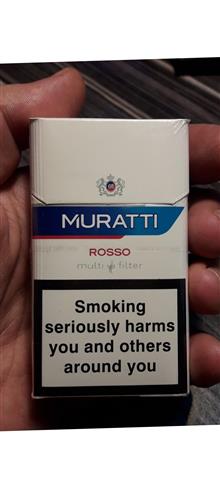 MURATTI
ROSSO
multi filter
Smoking
seriously harms
you and others
around you